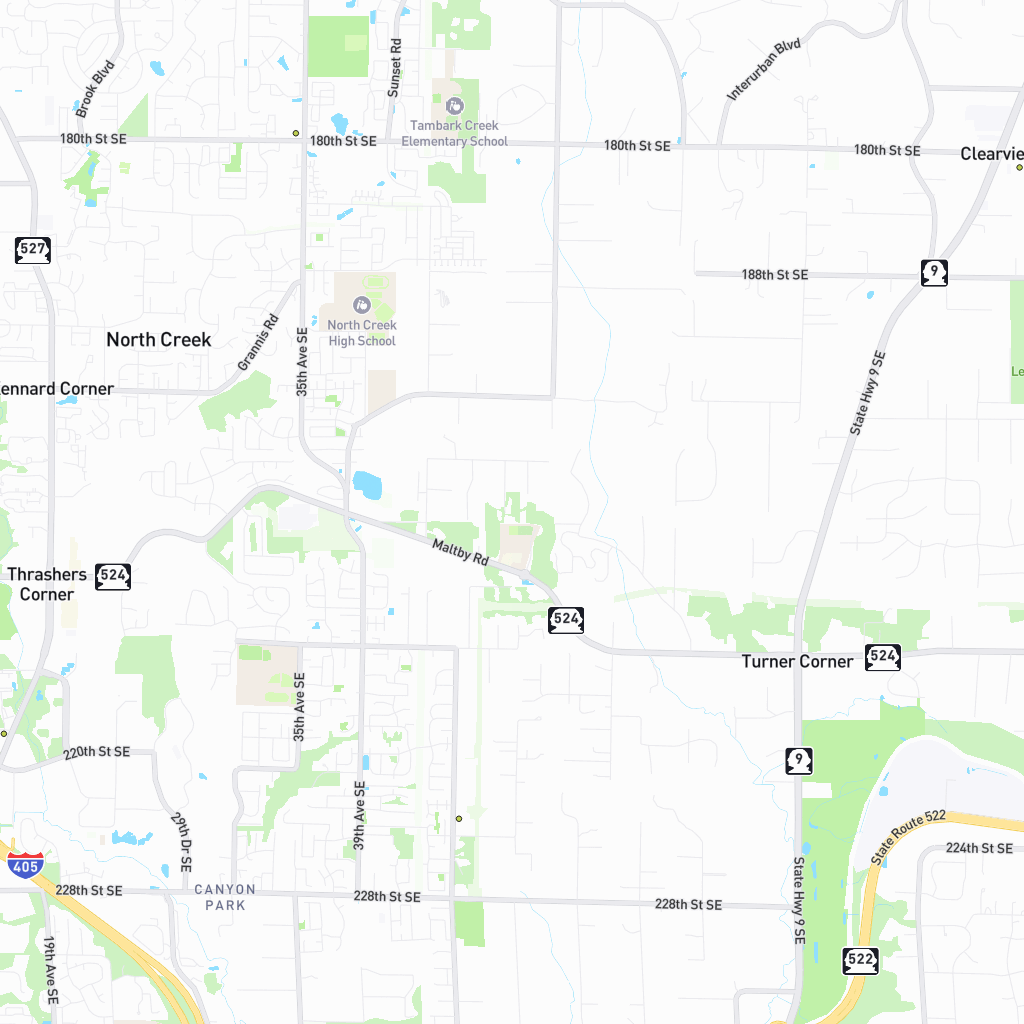 Brook Blvd
Sunset Rd
Interurban Blvd
Tambark Creek
Elementary School
180th St SE
180th St SE
180th St SE
180th St SE
Clearvie
527
9
188th St SE
North Creek
High School
North Creek
Grannis Rd
35th Ave SE
State Hwy 9 SE
Le
ennard Corner
Maltby Rd
Thrashers
Corner
524
524
524
Turner Corner
35th Ave SE
220th St SE
9
39th Ave SE
29th Dr SE
State Route 522
224th St SE
405
228th St SE
CANYON
PARK
228th St SE
228th St SE
State Hwy 9 SE
19th Ave SE
522